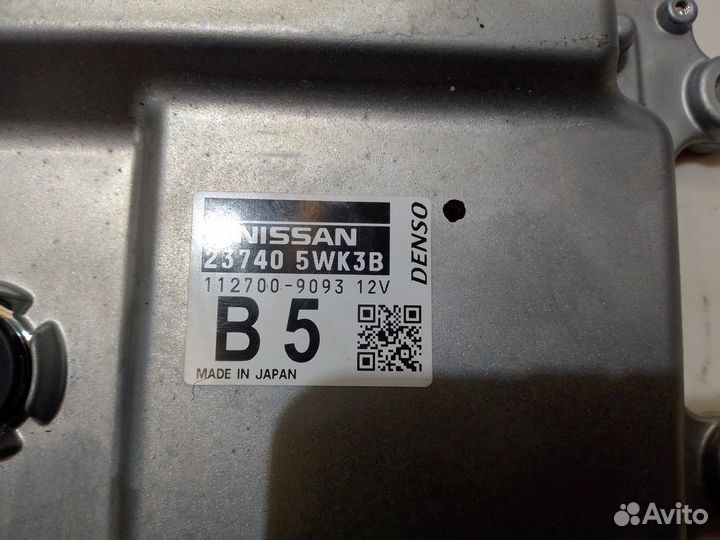 NISSAN
23740 5WK3B
112700-9093 12V
B5
MADE IN JAPAN
DENSO
Avito